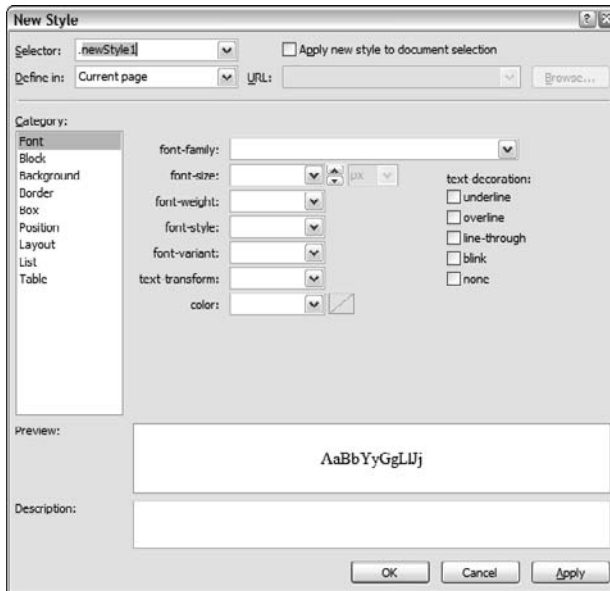 New Style
Selector: .newStyle1 Apply new style to document selection
Define in: Current page URL: Browse...
Category:
Font
Block
Background
Border
Box
Position
Layout
List
Table
font-family:
font-size: px
font-weight:
font-style:
font-variant:
text-transform:
color:
text decoration:
underline
overline
line-through
blink
none
Preview:
AaBbYyGgLlJj
Description:
OK Cancel Apply